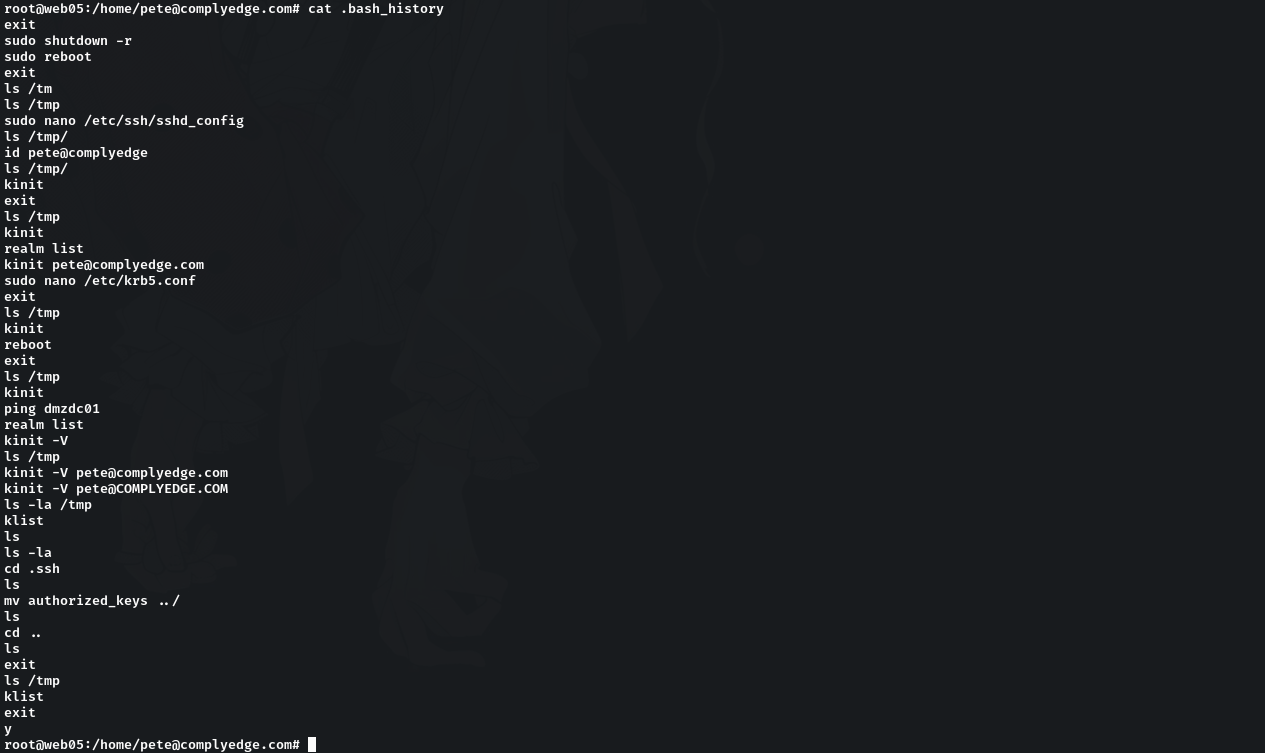 root@web05:/home/pete@complyedge.com# cat .bash_history
exit
sudo shutdown -r
sudo reboot
exit
ls /tm
ls /tmp
sudo nano /etc/ssh/sshd_config
ls /tmp/
id pete@complyedge
ls /tmp/
kinit
exit
ls /tmp
kinit
realm list
kinit pete@complyedge.com
sudo nano /etc/krb5.conf
exit
ls /tmp
kinit
reboot
exit
ls /tmp
kinit
ping dmzdc01
realm list
kinit -V
ls /tmp
kinit -V pete@complyedge.com
kinit -V pete@COMPLYEDGE.COM
ls -la /tmp
klist
ls
ls -la
cd .ssh
ls
mv authorized_keys ../
ls
cd ..
ls
exit
ls /tmp
klist
exit
y
root@web05:/home/pete@complyedge.com#